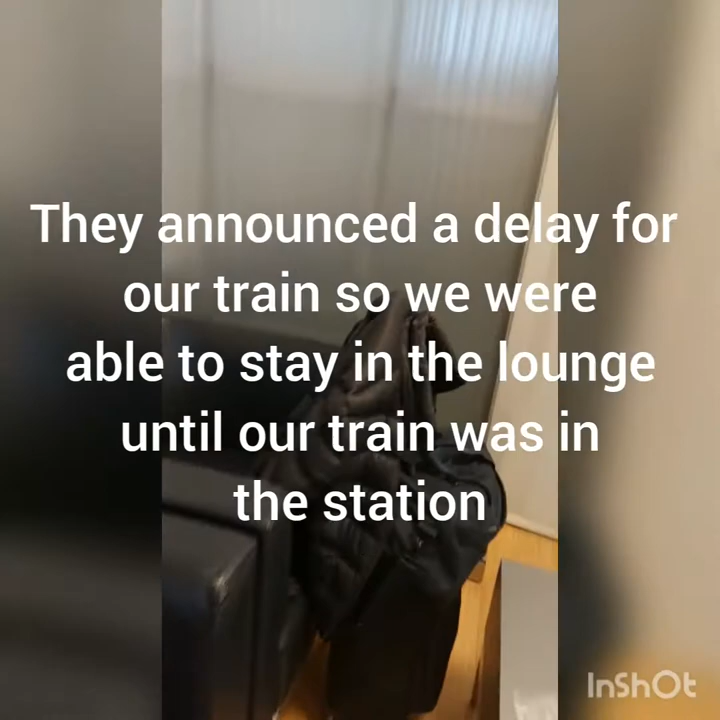 They announced a delay for
our train so we were
able to stay in the lounge
until our train was in
the station
InShOt